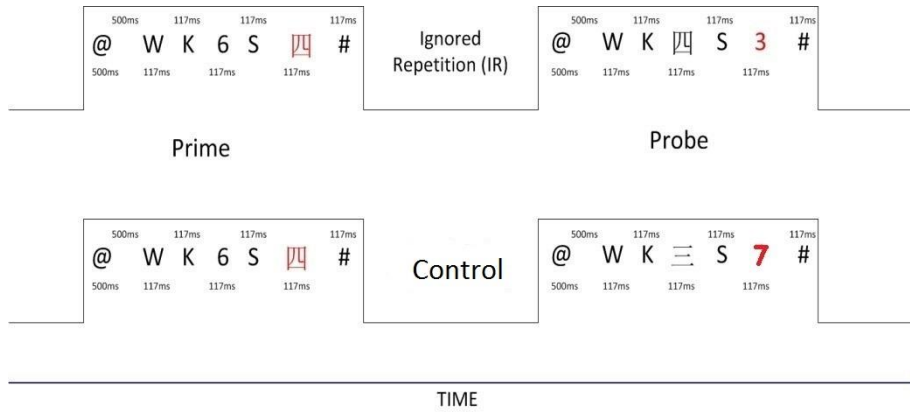 500ms 117ms 117ms 117ms
@ W K 6 S 四 #
500ms 117ms 117ms 117ms
Ignored
Repetition (IR)
500ms 117ms 117ms 117ms
@ W K 四 S 3 #
500ms 117ms 117ms 117ms
Prime
Probe
500ms 117ms 117ms 117ms
@ W K 6 S 四 #
500ms 117ms 117ms 117ms
Control
500ms 117ms 117ms 117ms
@ W K 三 S 7 #
500ms 117ms 117ms 117ms
TIME